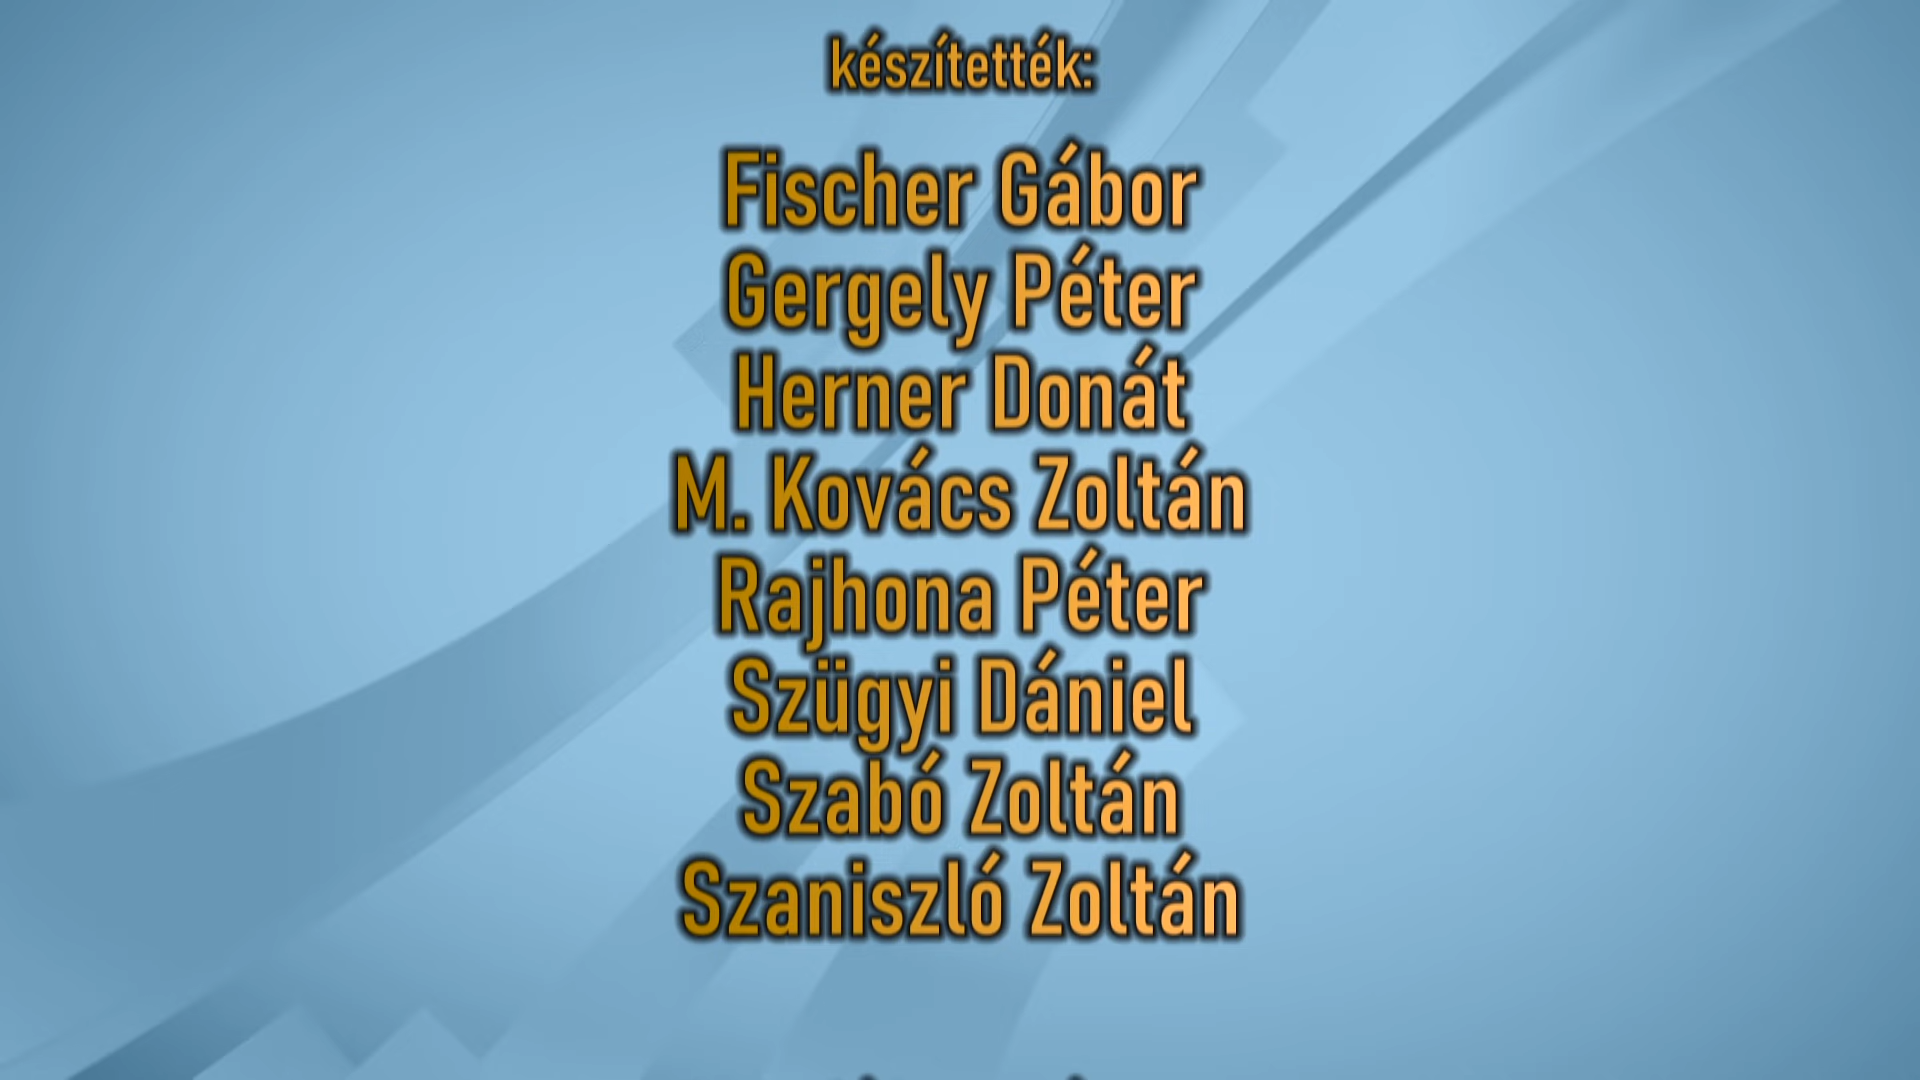 készítették:
Fischer Gábor
Gergely Péter
Herner Donát
M. Kovács Zoltán
Rajhona Péter
Szügyi Dániel
Szabó Zoltán
Szaniszló Zoltán